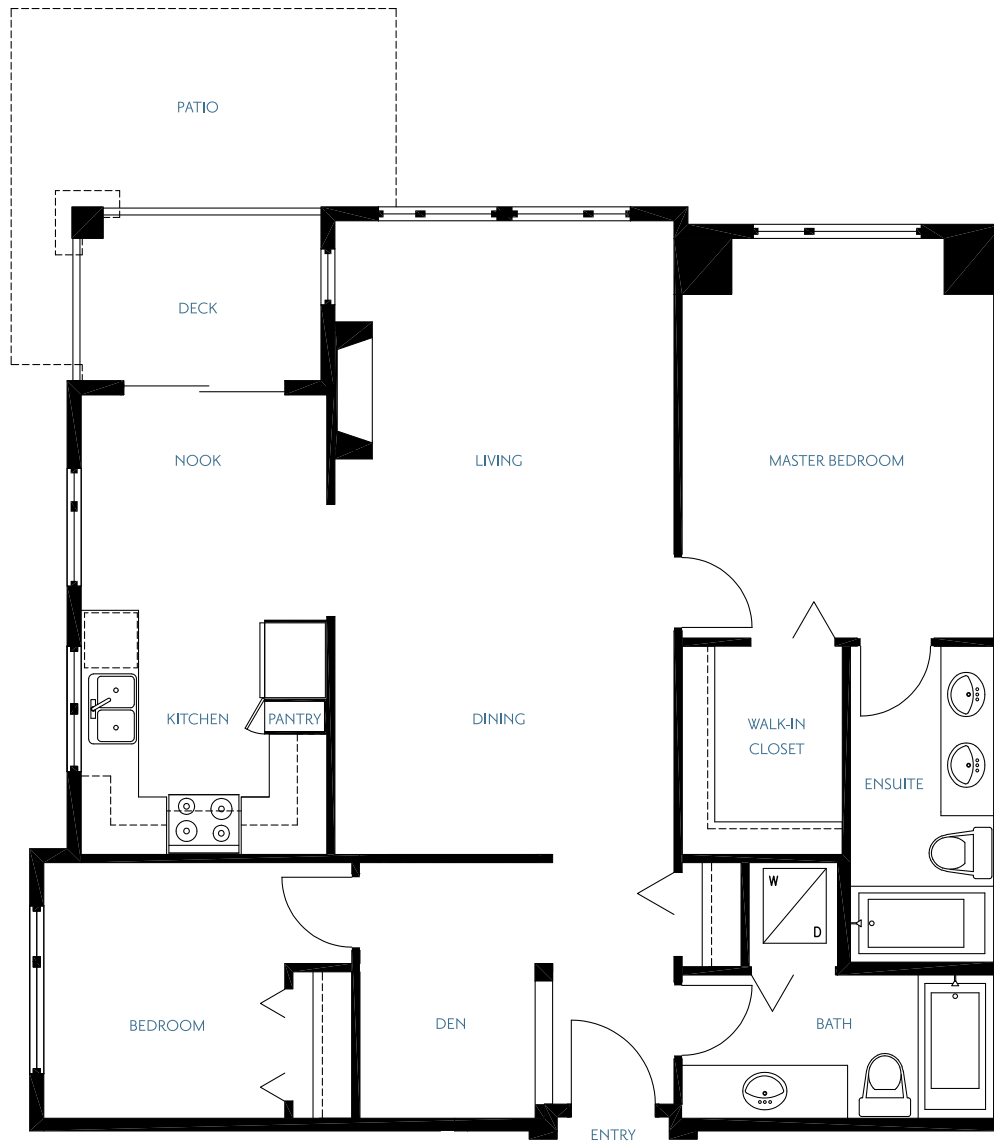 PATIO
DECK
NOOK
LIVING
MASTER BEDROOM
KITCHEN
PANTRY
DINING
WALK-IN
CLOSET
ENSUITE
W
D
BEDROOM
DEN
BATH
ENTRY